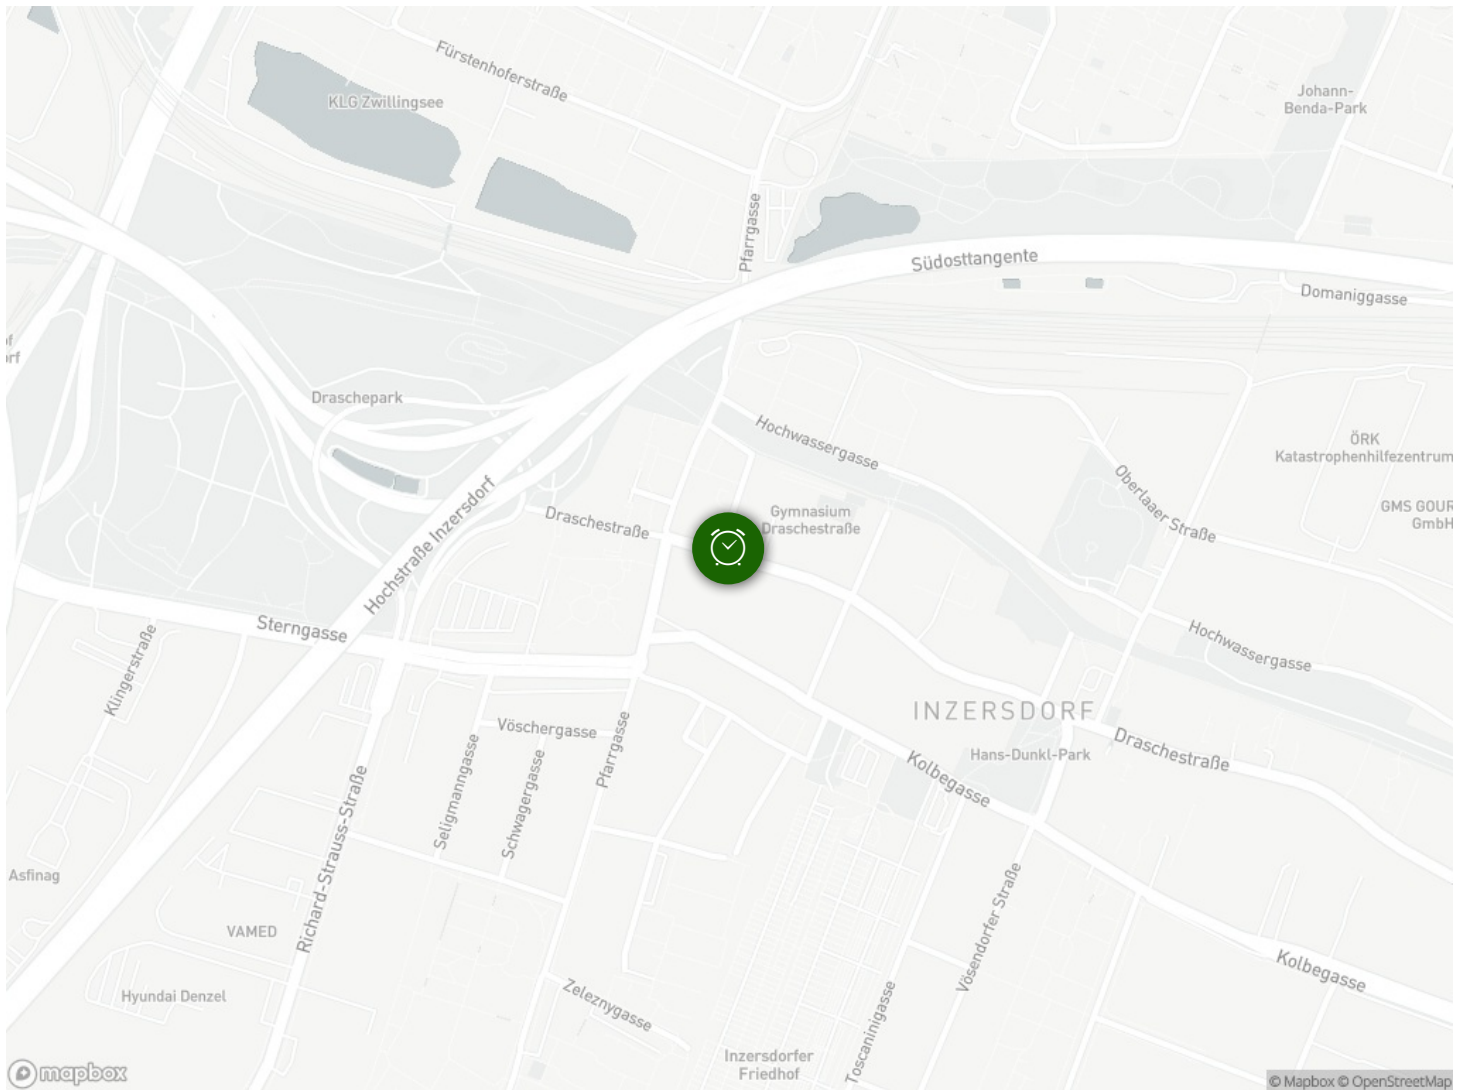 Fürstenhoferstraße
KLG Zwillingsee
Johann-
Benda-Park
Pfarrgasse
Südosttangente
Domaniggasse
of
orf
Draschepark
Hochwassergasse
ÖRK
Katastrophenhilfezentrum
Oberlaaer Straße
GMS GOUR
GmbH
Hochstraße Inzersdorf
Draschestraße
Gymnasium
Draschestraße
Sterngasse
Klingerstraße
Hochwassergasse
INZERSDORF
Vöschergasse
Pfarrgasse
Seligmanngasse
Schwagergasse
Hans-Dunkl-Park
Draschestraße
Kolbegasse
Richard-Strauss-Straße
Asfinag
VAMED
Vösendorfer Straße
Hyundai Denzel
Kolbegasse
Zeleznygasse
Toscaninigasse
Inzersdorfer
Friedhof
mapbox
© Mapbox © OpenStreetMap